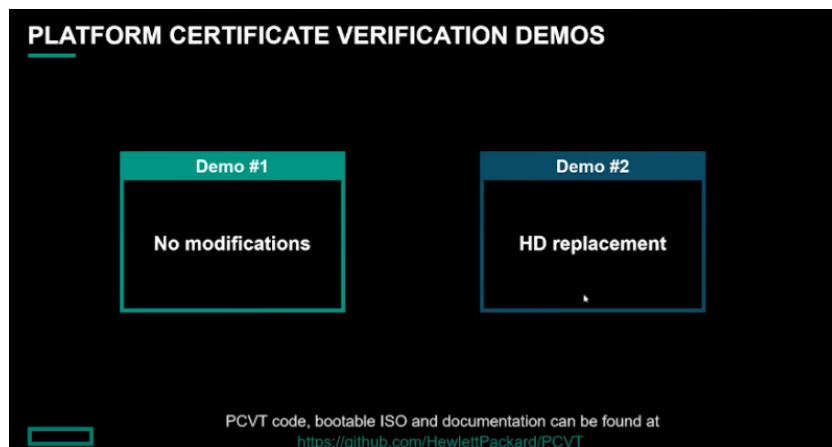 PLATFORM CERTIFICATE VERIFICATION DEMOS
Demo #1
No modifications
Demo #2
HD replacement
PCVT code, bootable ISO and documentation can be found at
https://github.com/HewlettPackard/PCVT